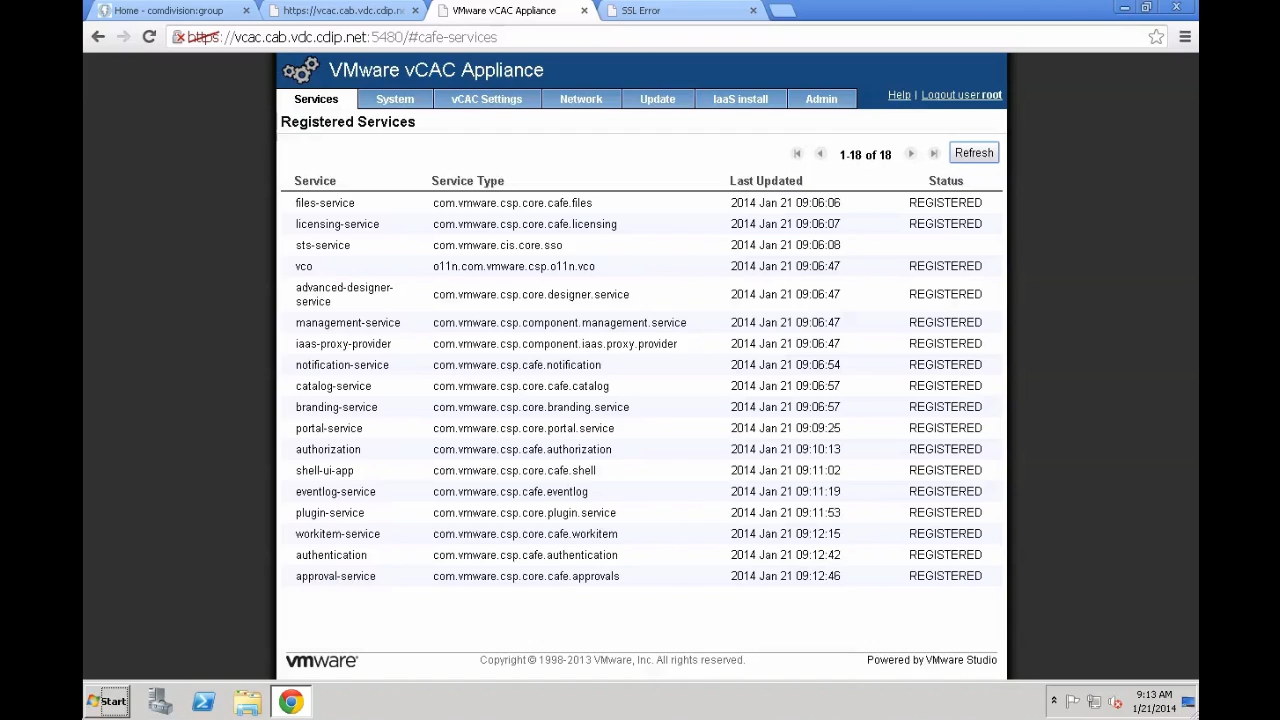 Home - comdivision:group
https://vcac.cab.vdc.cdip.ne
VMware vCAC Appliance
SSL Error
https://vcac.cab.vdc.cdip.net:5480/#cafe-services
VMware vCAC Appliance
Services System vCAC Settings Network Update IaaS install Admin Help | Logout user root
Registered Services
1-18 of 18 Refresh
Service Service Type Last Updated Status
files-service com.vmware.csp.core.cafe.files 2014 Jan 21 09:06:06 REGISTERED
licensing-service com.vmware.csp.core.cafe.licensing 2014 Jan 21 09:06:07 REGISTERED
sts-service com.vmware.cis.core.sso 2014 Jan 21 09:06:08
vco o11n.com.vmware.csp.o11n.vco 2014 Jan 21 09:06:47 REGISTERED
advanced-designer-
service com.vmware.csp.core.designer.service 2014 Jan 21 09:06:47 REGISTERED
management-service com.vmware.csp.component.management.service 2014 Jan 21 09:06:47 REGISTERED
iaas-proxy-provider com.vmware.csp.component.iaas.proxy.provider 2014 Jan 21 09:06:47 REGISTERED
notification-service com.vmware.csp.cafe.notification 2014 Jan 21 09:06:54 REGISTERED
catalog-service com.vmware.csp.core.cafe.catalog 2014 Jan 21 09:06:57 REGISTERED
branding-service com.vmware.csp.core.branding.service 2014 Jan 21 09:06:57 REGISTERED
portal-service com.vmware.csp.core.portal.service 2014 Jan 21 09:09:25 REGISTERED
authorization com.vmware.csp.cafe.authorization 2014 Jan 21 09:10:13 REGISTERED
shell-ui-app com.vmware.csp.core.cafe.shell 2014 Jan 21 09:11:02 REGISTERED
eventlog-service com.vmware.csp.cafe.eventlog 2014 Jan 21 09:11:19 REGISTERED
plugin-service com.vmware.csp.core.plugin.service 2014 Jan 21 09:11:53 REGISTERED
workitem-service com.vmware.csp.core.cafe.workitem 2014 Jan 21 09:12:15 REGISTERED
authentication com.vmware.csp.cafe.authentication 2014 Jan 21 09:12:42 REGISTERED
approval-service com.vmware.csp.core.cafe.approvals 2014 Jan 21 09:12:46 REGISTERED
vmware Copyright © 1998-2013 VMware, Inc. All rights reserved. Powered by VMware Studio
Start
9:13 AM
1/21/2014